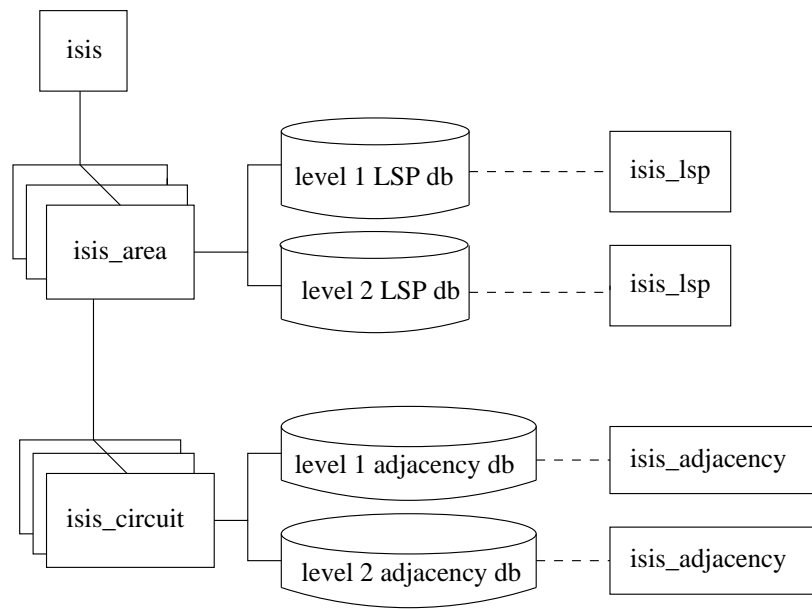 isis
level 1 LSP db
isis_lsp
isis_area
level 2 LSP db
isis_lsp
level 1 adjacency db
isis_adjacency
isis_circuit
level 2 adjacency db
isis_adjacency